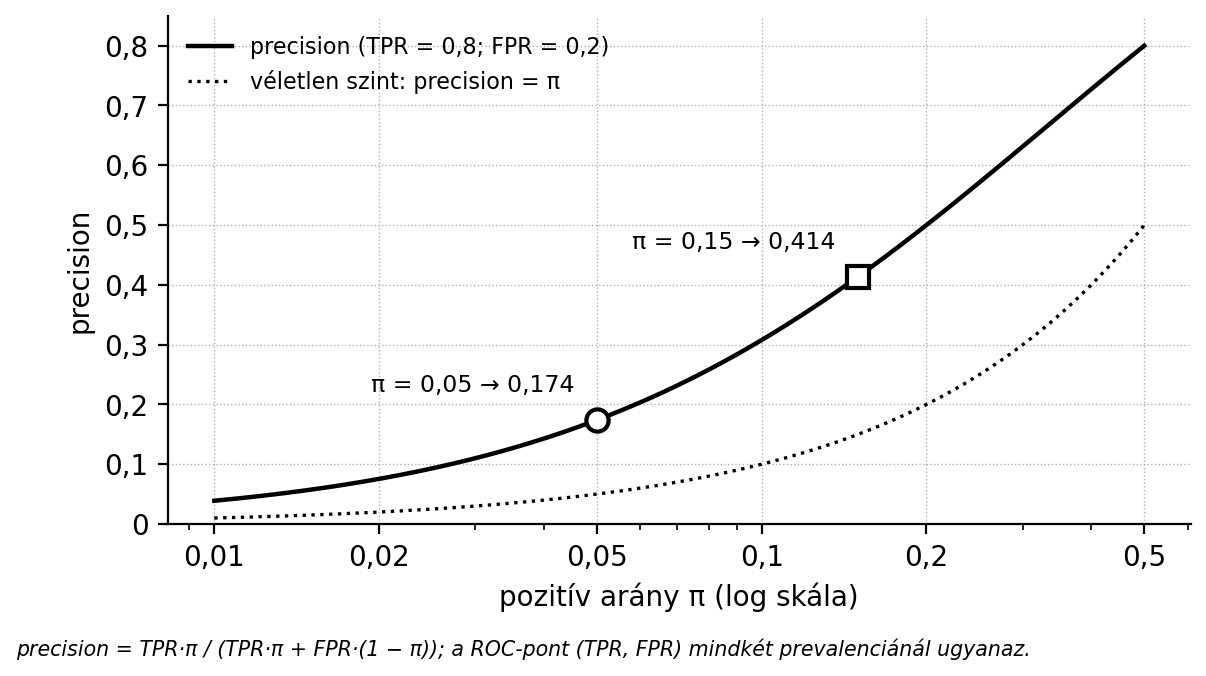 0,8
0,7
0,6
0,5
0,4
0,3
0,2
0,1
0
precision
precision (TPR = 0,8; FPR = 0,2)
véletlen szint: precision = π
π = 0,15 → 0,414
π = 0,05 → 0,174
0,01 0,02 0,05 0,1 0,2 0,5
pozitív arány π (log skála)
precision = TPR·π / (TPR·π + FPR·(1 − π)); a ROC-pont (TPR, FPR) mindkét prevalenciánál ugyanaz.